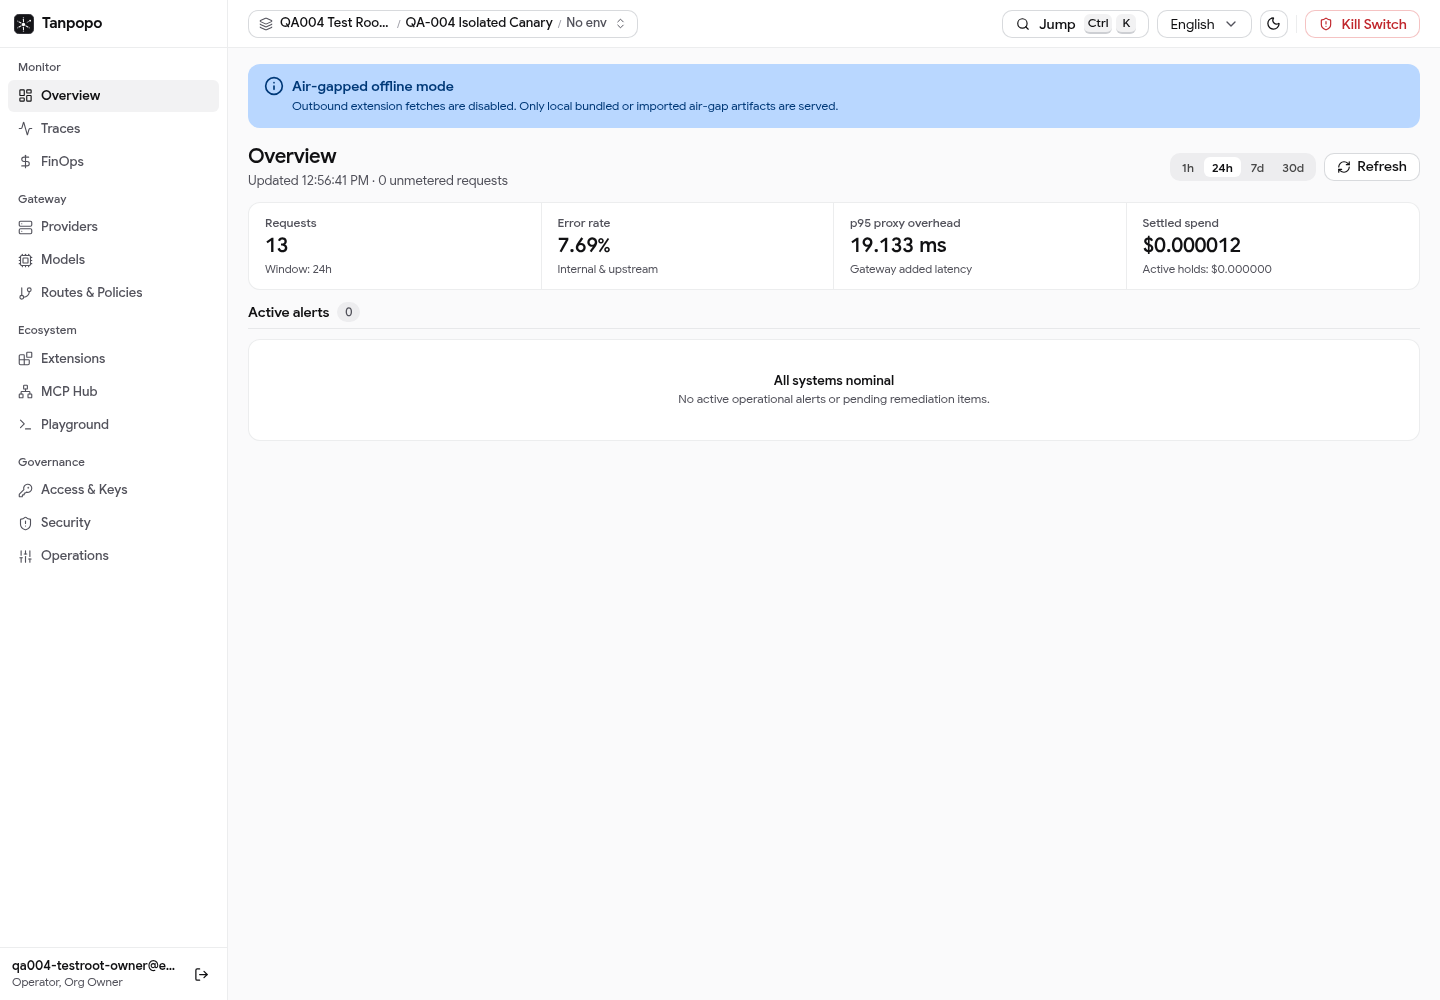 Tanpopo
QA004 Test Roo... / QA-004 Isolated Canary / No env
Jump Ctrl K
English
Kill Switch
Monitor
Overview
Traces
FinOps
Gateway
Providers
Models
Routes & Policies
Ecosystem
Extensions
MCP Hub
Playground
Governance
Access & Keys
Security
Operations
qa004-testroot-owner@e...
Operator, Org Owner
Air-gapped offline mode
Outbound extension fetches are disabled. Only local bundled or imported air-gap artifacts are served.
Overview
Updated 12:56:41 PM · 0 unmetered requests
1h 24h 7d 30d
Refresh
Requests
13
Window: 24h
Error rate
7.69%
Internal & upstream
p95 proxy overhead
19.133 ms
Gateway added latency
Settled spend
$0.000012
Active holds: $0.000000
Active alerts 0
All systems nominal
No active operational alerts or pending remediation items.